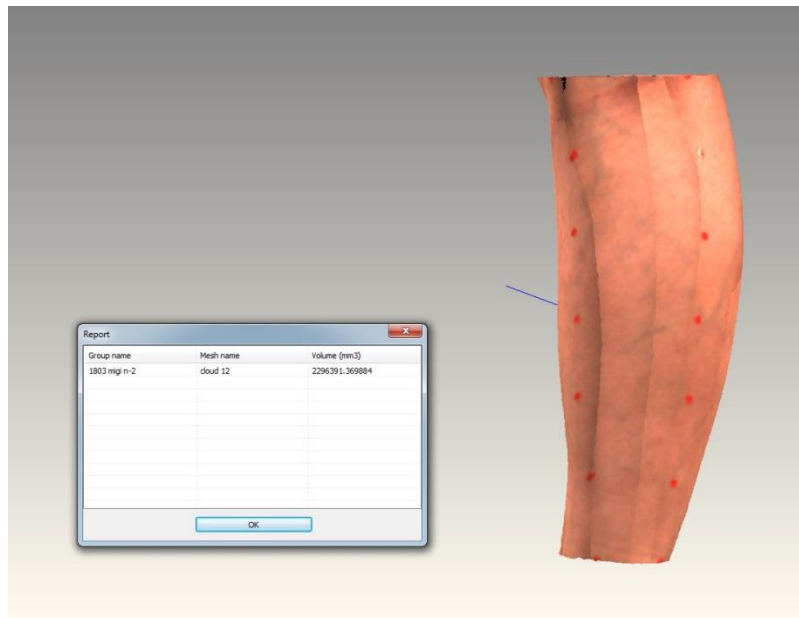 Report
Group name Mesh name Volume (mm3)
1803 migi n-2 cloud 12 2296391.369884
OK